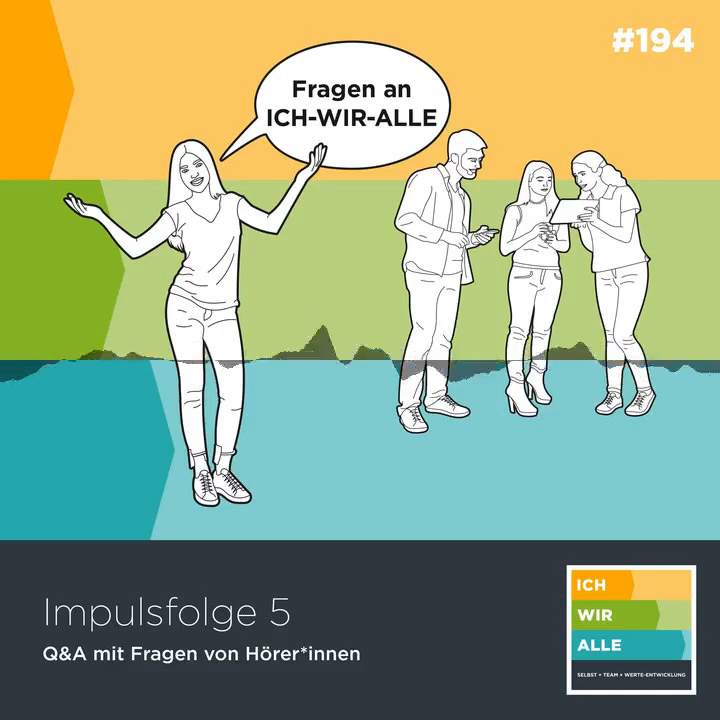 #194
Fragen an
ICH-WIR-ALLE
Impulsfolge 5
Q&A mit Fragen von Hörer*innen
ICH
WIR
ALLE
SELBST + TEAM + WERTE-ENTWICKLUNG